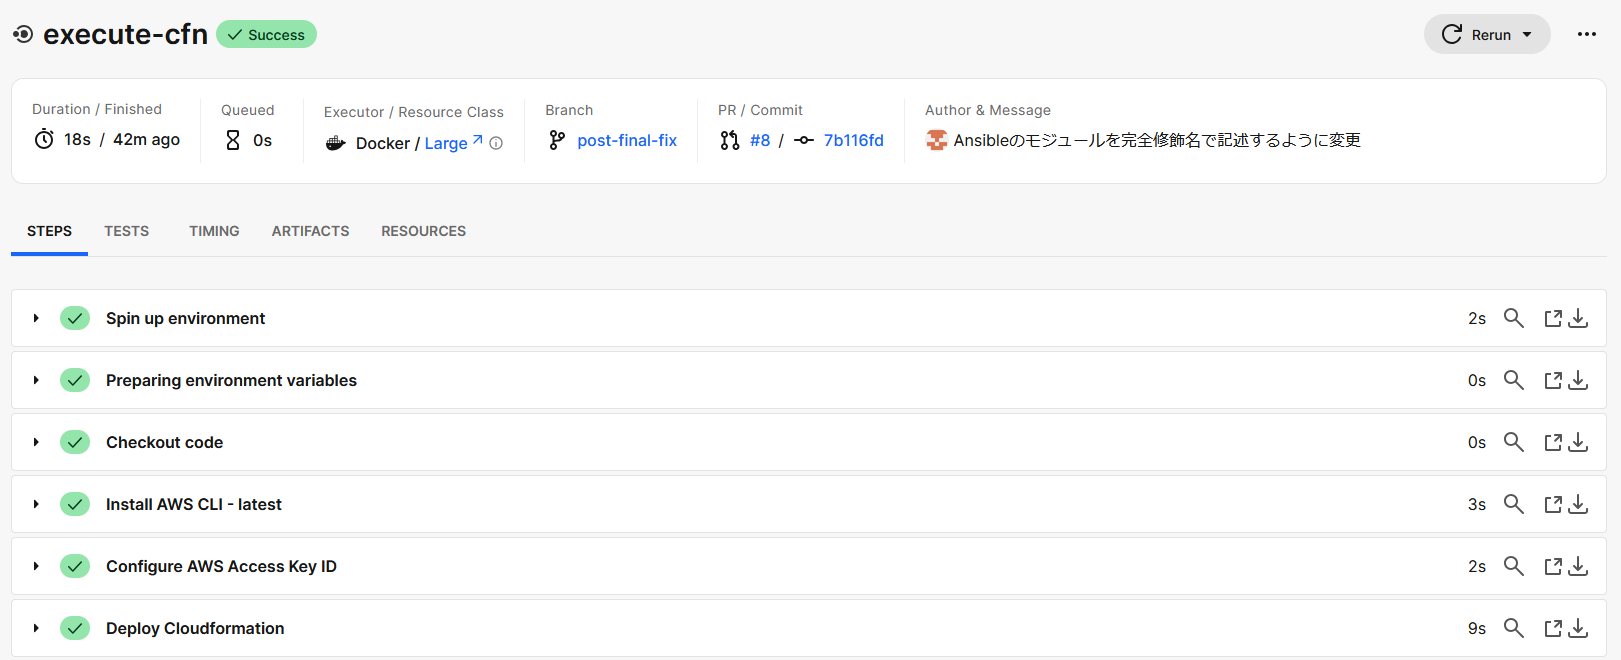 execute-cfn Success Rerun
Duration / Finished Queued Executor / Resource Class Branch PR / Commit Author & Message
18s / 42m ago 0s Docker / Large post-final-fix #8 / 7b116fd Ansibleのモジュールを完全修飾名で記述するように変更
STEPS TESTS TIMING ARTIFACTS RESOURCES
Spin up environment 2s
Preparing environment variables 0s
Checkout code 0s
Install AWS CLI - latest 3s
Configure AWS Access Key ID 2s
Deploy Cloudformation 9s